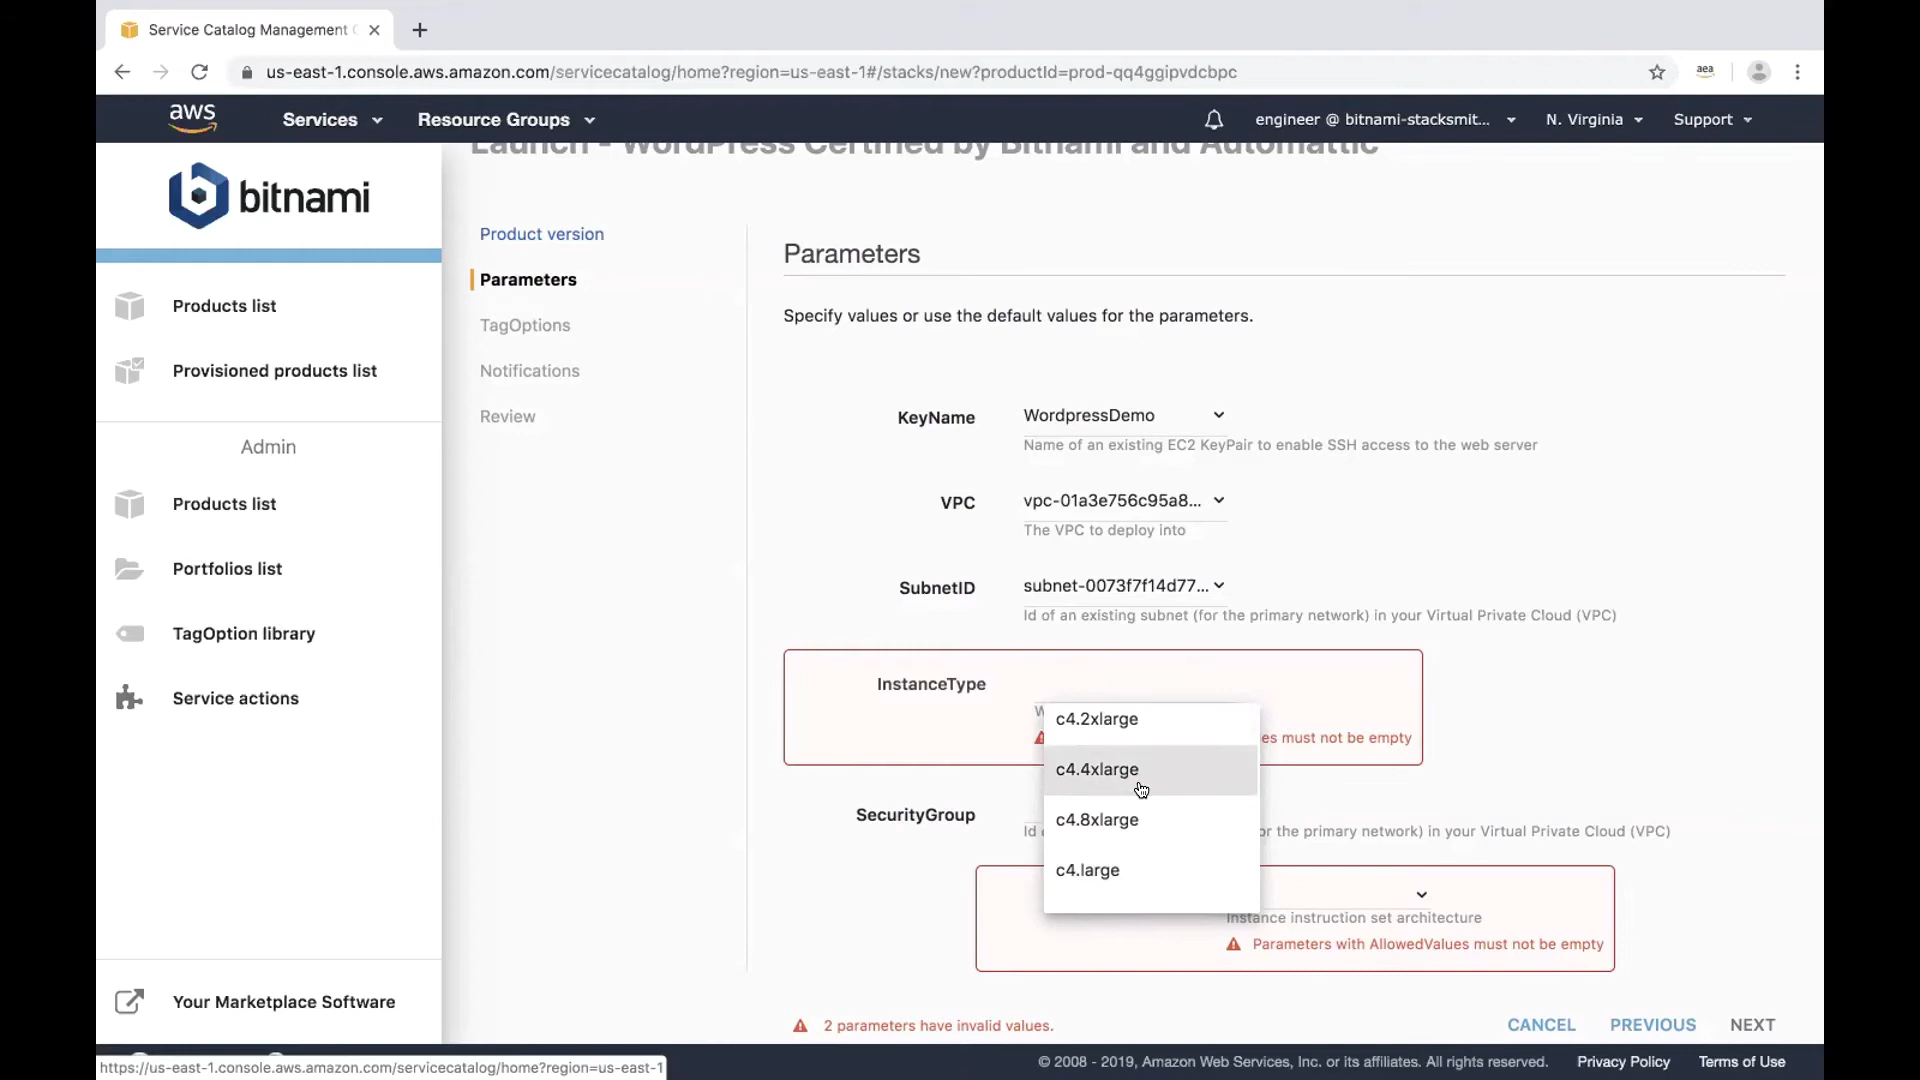 Service Catalog Management
us-east-1.console.aws.amazon.com/servicecatalog/home?region=us-east-1#/stacks/new?productId=prod-qq4ggipvdcbpc
aea
aws
Services
Resource Groups
engineer @ bitnami-stacksmit...
N. Virginia
Support
Launch - WordPress Certified by Bitnami and Automattic
bitnami
Products list
Provisioned products list
Admin
Products list
Portfolios list
TagOption library
Service actions
Your Marketplace Software
Product version
Parameters
TagOptions
Notifications
Review
Parameters
Specify values or use the default values for the parameters.
KeyName
WordpressDemo
Name of an existing EC2 KeyPair to enable SSH access to the web server
VPC
vpc-01a3e756c95a8...
The VPC to deploy into
SubnetID
subnet-0073f7f14d77...
Id of an existing subnet (for the primary network) in your Virtual Private Cloud (VPC)
InstanceType
c4.2xlarge
es must not be empty
c4.4xlarge
SecurityGroup
c4.8xlarge
Id or the primary network) in your Virtual Private Cloud (VPC)
c4.large
Instance instruction set architecture
Parameters with AllowedValues must not be empty
2 parameters have invalid values.
CANCEL
PREVIOUS
NEXT
https://us-east-1.console.aws.amazon.com/servicecatalog/home?region=us-east-1
© 2008 - 2019, Amazon Web Services, Inc. or its affiliates. All rights reserved.
Privacy Policy
Terms of Use